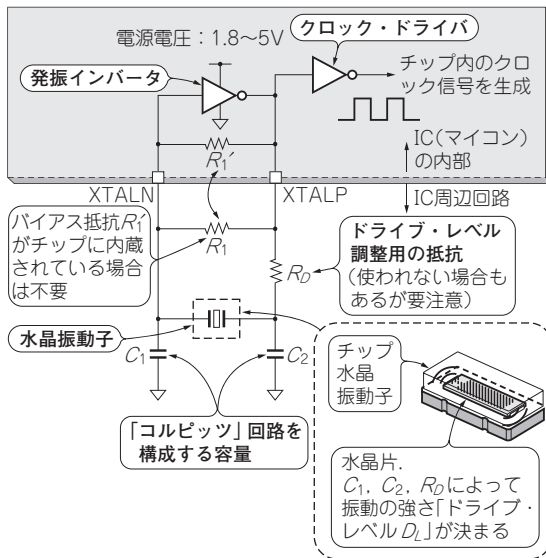 電源電圧：1.8～5V
クロック・ドライバ
発振インバータ
チップ内のクロ
ック信号を生成
R1′
IC(マイコン)
の内部
XTALN
XTALP
IC周辺回路
バイアス抵抗R1′
がチップに内蔵
されている場合
は不要
R1
RD
ドライブ・レベル
調整用の抵抗
(使われない場合も
あるが要注意)
水晶振動子
C1
C2
「コルピッツ」回路を
構成する容量
チップ
水晶
振動子
水晶片．
C1，C2，RDによって
振動の強さ「ドライブ・
レベルDL」が決まる